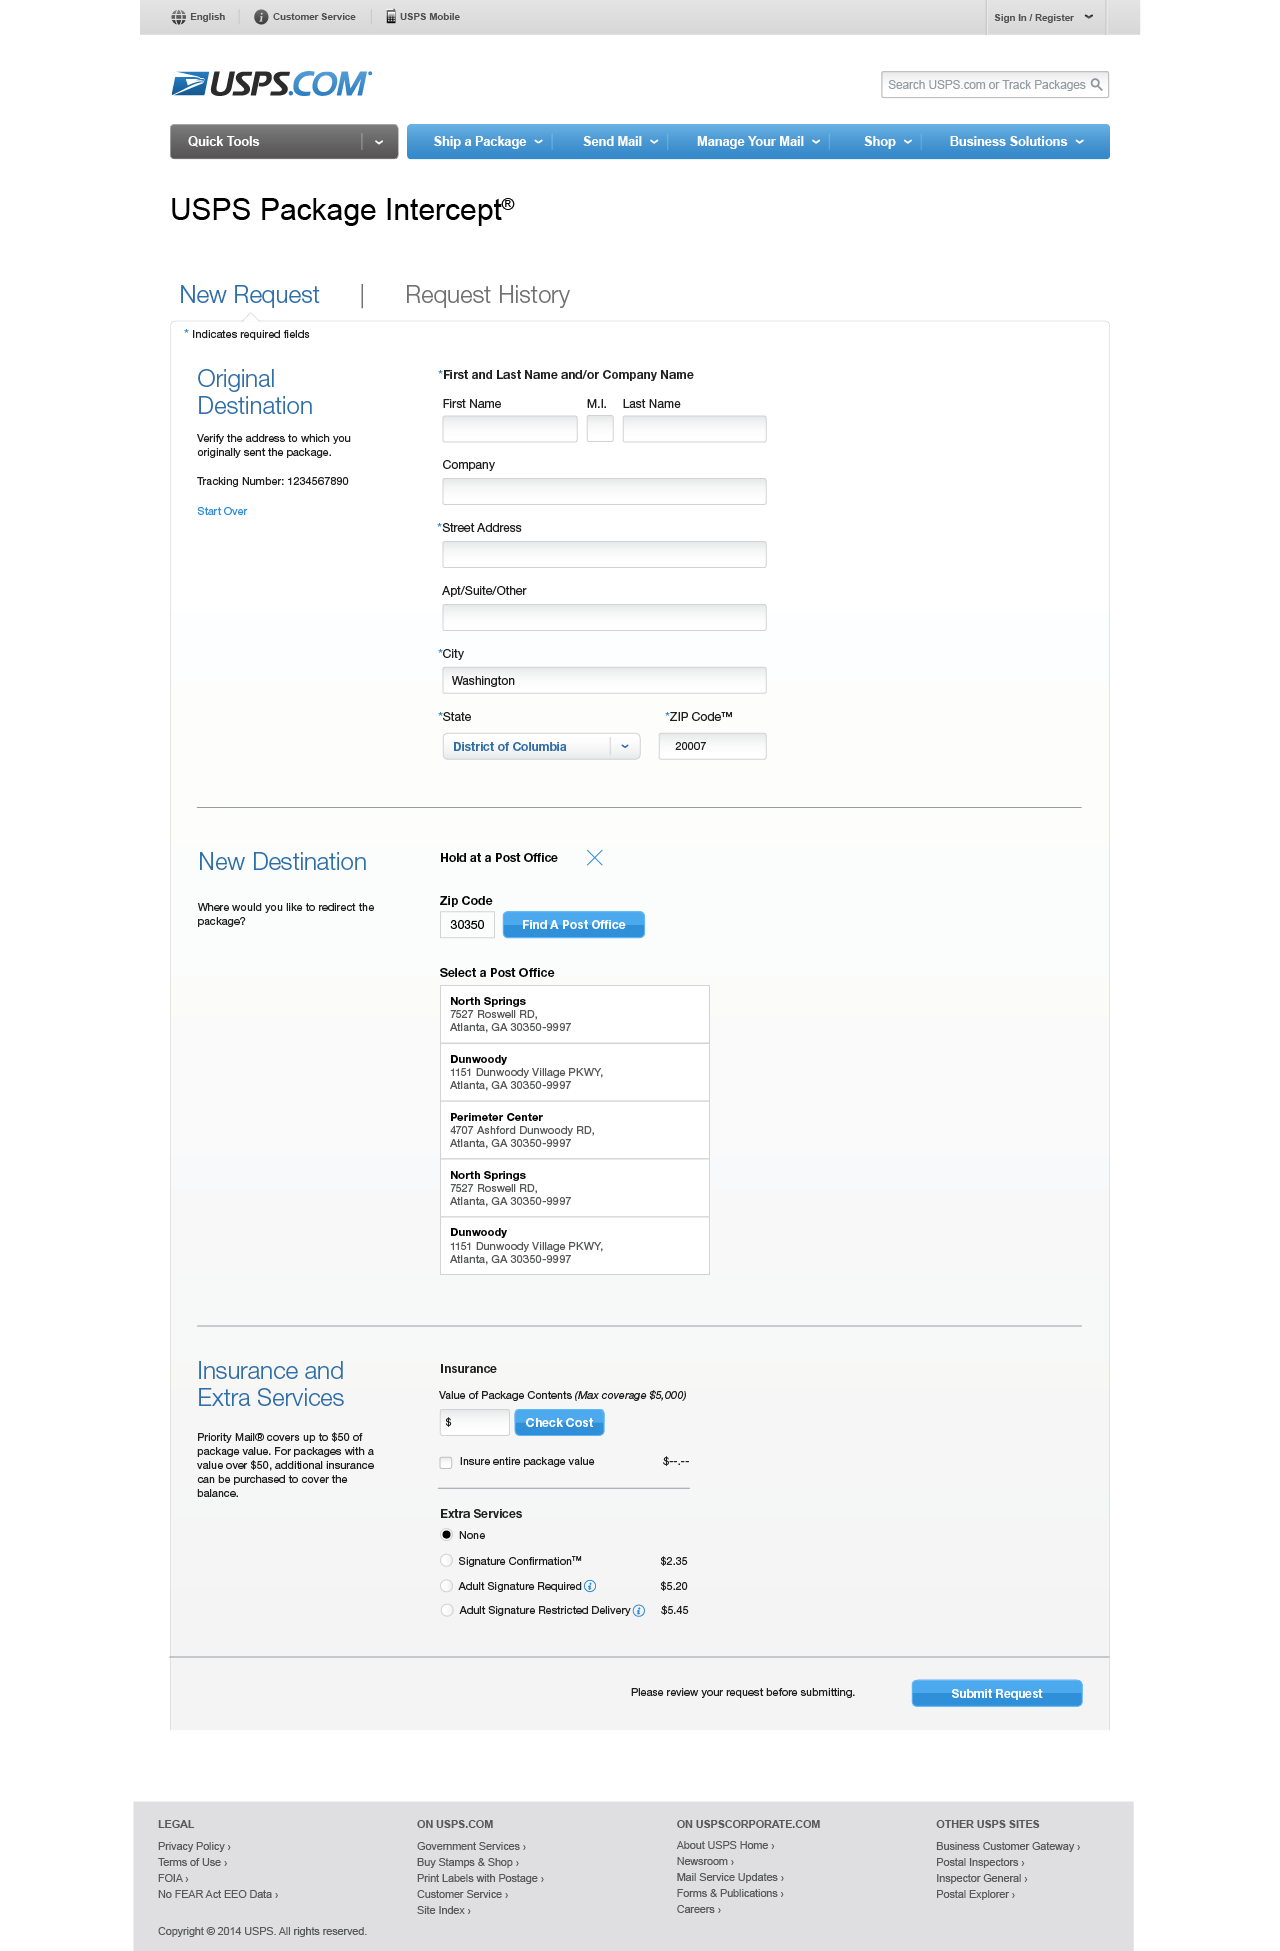 English
Customer Service
USPS Mobile
Sign In / Register
USPS.COM
Search USPS.com or Track Packages
Quick Tools
Ship a Package
Send Mail
Manage Your Mail
Shop
Business Solutions
USPS Package Intercept®
New Request | Request History
* Indicates required fields
Original
Destination
Verify the address to which you
originally sent the package.
Tracking Number: 1234567890
Start Over
*First and Last Name and/or Company Name
First Name M.I. Last Name
Company
*Street Address
Apt/Suite/Other
*City
Washington
*State *ZIP Code™
District of Columbia 20007
New Destination
Where would you like to redirect the
package?
Hold at a Post Office
Zip Code
30350 Find A Post Office
Select a Post Office
North Springs
7527 Roswell RD,
Atlanta, GA 30350-9997
Dunwoody
1151 Dunwoody Village PKWY,
Atlanta, GA 30350-9997
Perimeter Center
4707 Ashford Dunwoody RD,
Atlanta, GA 30350-9997
North Springs
7527 Roswell RD,
Atlanta, GA 30350-9997
Dunwoody
1151 Dunwoody Village PKWY,
Atlanta, GA 30350-9997
Insurance and
Extra Services
Priority Mail® covers up to $50 of
package value. For packages with a
value over $50, additional insurance
can be purchased to cover the
balance.
Insurance
Value of Package Contents (Max coverage $5,000)
$ Check Cost
Insure entire package value $--.--
Extra Services
None
Signature Confirmation™ $2.35
Adult Signature Required i $5.20
Adult Signature Restricted Delivery i $5.45
Please review your request before submitting. Submit Request
LEGAL
Privacy Policy ›
Terms of Use ›
FOIA ›
No FEAR Act EEO Data ›
ON USPS.COM
Government Services ›
Buy Stamps & Shop ›
Print Labels with Postage ›
Customer Service ›
Site Index ›
ON USPSCORPORATE.COM
About USPS Home ›
Newsroom ›
Mail Service Updates ›
Forms & Publications ›
Careers ›
OTHER USPS SITES
Business Customer Gateway ›
Postal Inspectors ›
Inspector General ›
Postal Explorer ›
Copyright © 2014 USPS. All rights reserved.